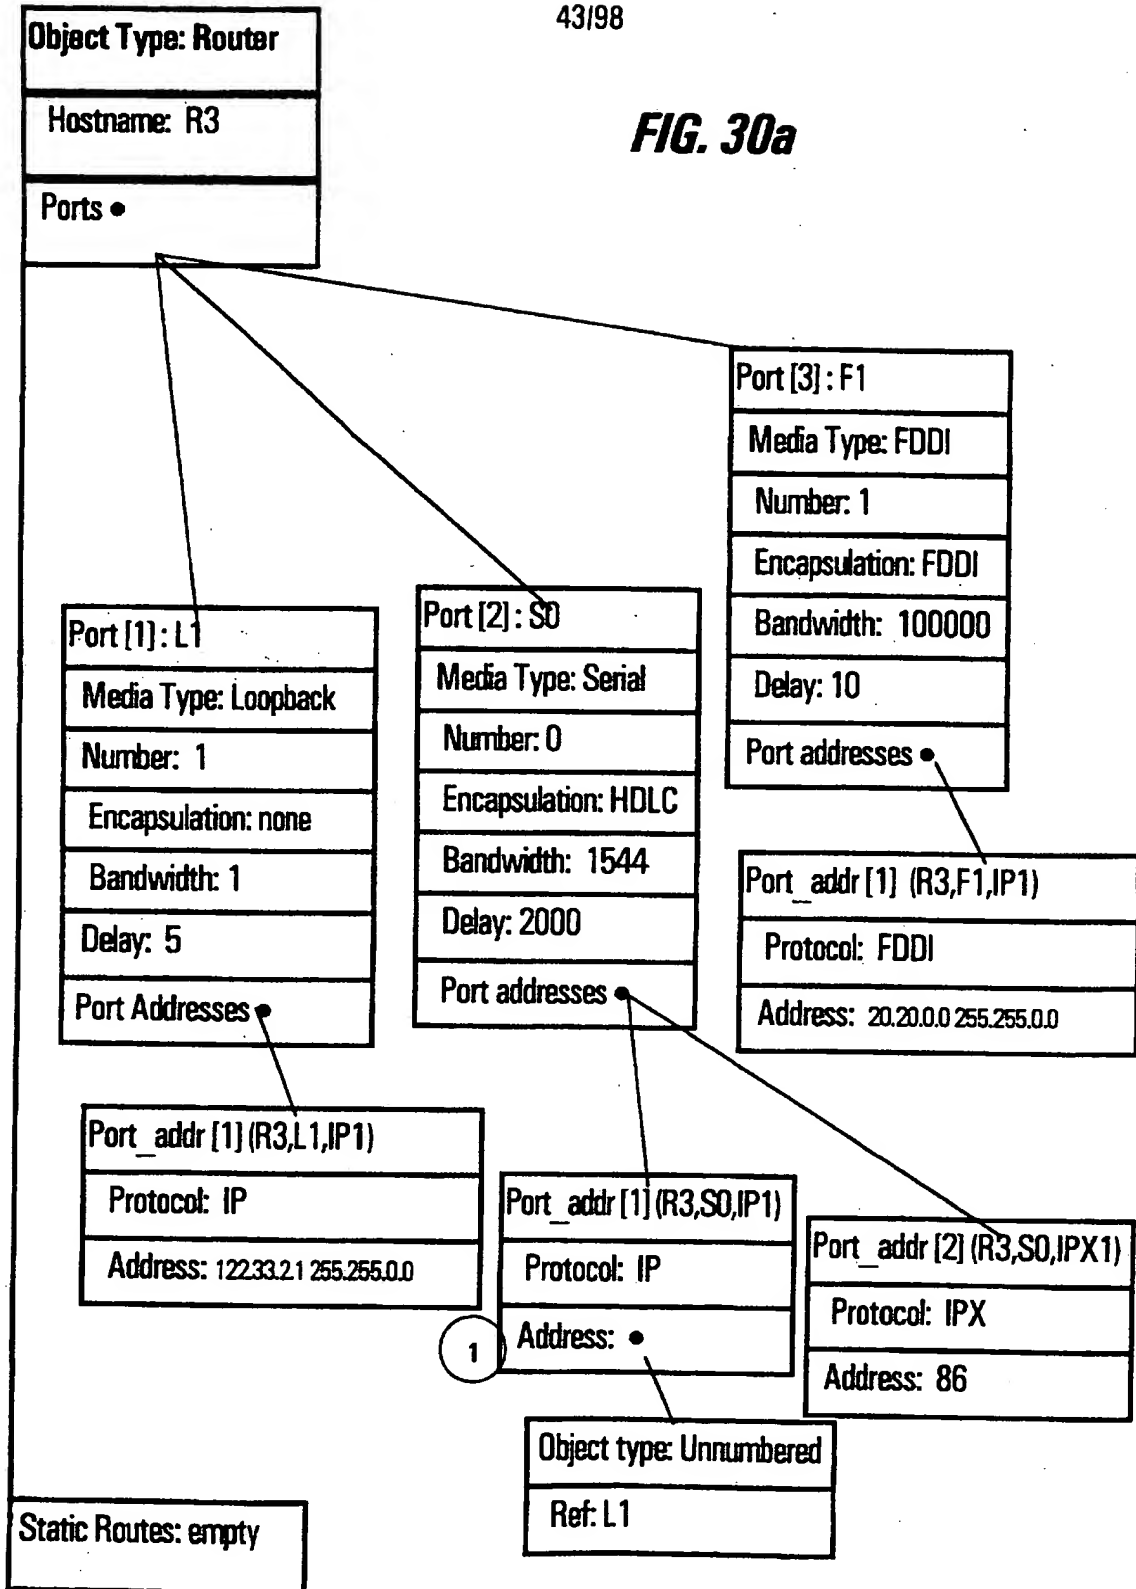 43/98
FIG. 30a
Object Type: Router
Hostname: R3
Ports
Port [3] : F1
Media Type: FDDI
Number: 1
Encapsulation: FDDI
Bandwidth: 100000
Delay: 10
Port addresses
Port [1] : L1
Media Type: Loopback
Number: 1
Encapsulation: none
Bandwidth: 1
Delay: 5
Port Addresses
Port [2] : S0
Media Type: Serial
Number: 0
Encapsulation: HDLC
Bandwidth: 1544
Delay: 2000
Port addresses
Port_addr [1] (R3,F1,IP1)
Protocol: FDDI
Address: 20.20.0.0 255.255.0.0
Port_addr [1] (R3,L1,IP1)
Protocol: IP
Address: 122.33.2.1 255.255.0.0
Port_addr [1] (R3,S0,IP1)
Protocol: IP
Address:
1
Port_addr [2] (R3,S0,IPX1)
Protocol: IPX
Address: 86
Object type: Unnumbered
Ref: L1
Static Routes: empty